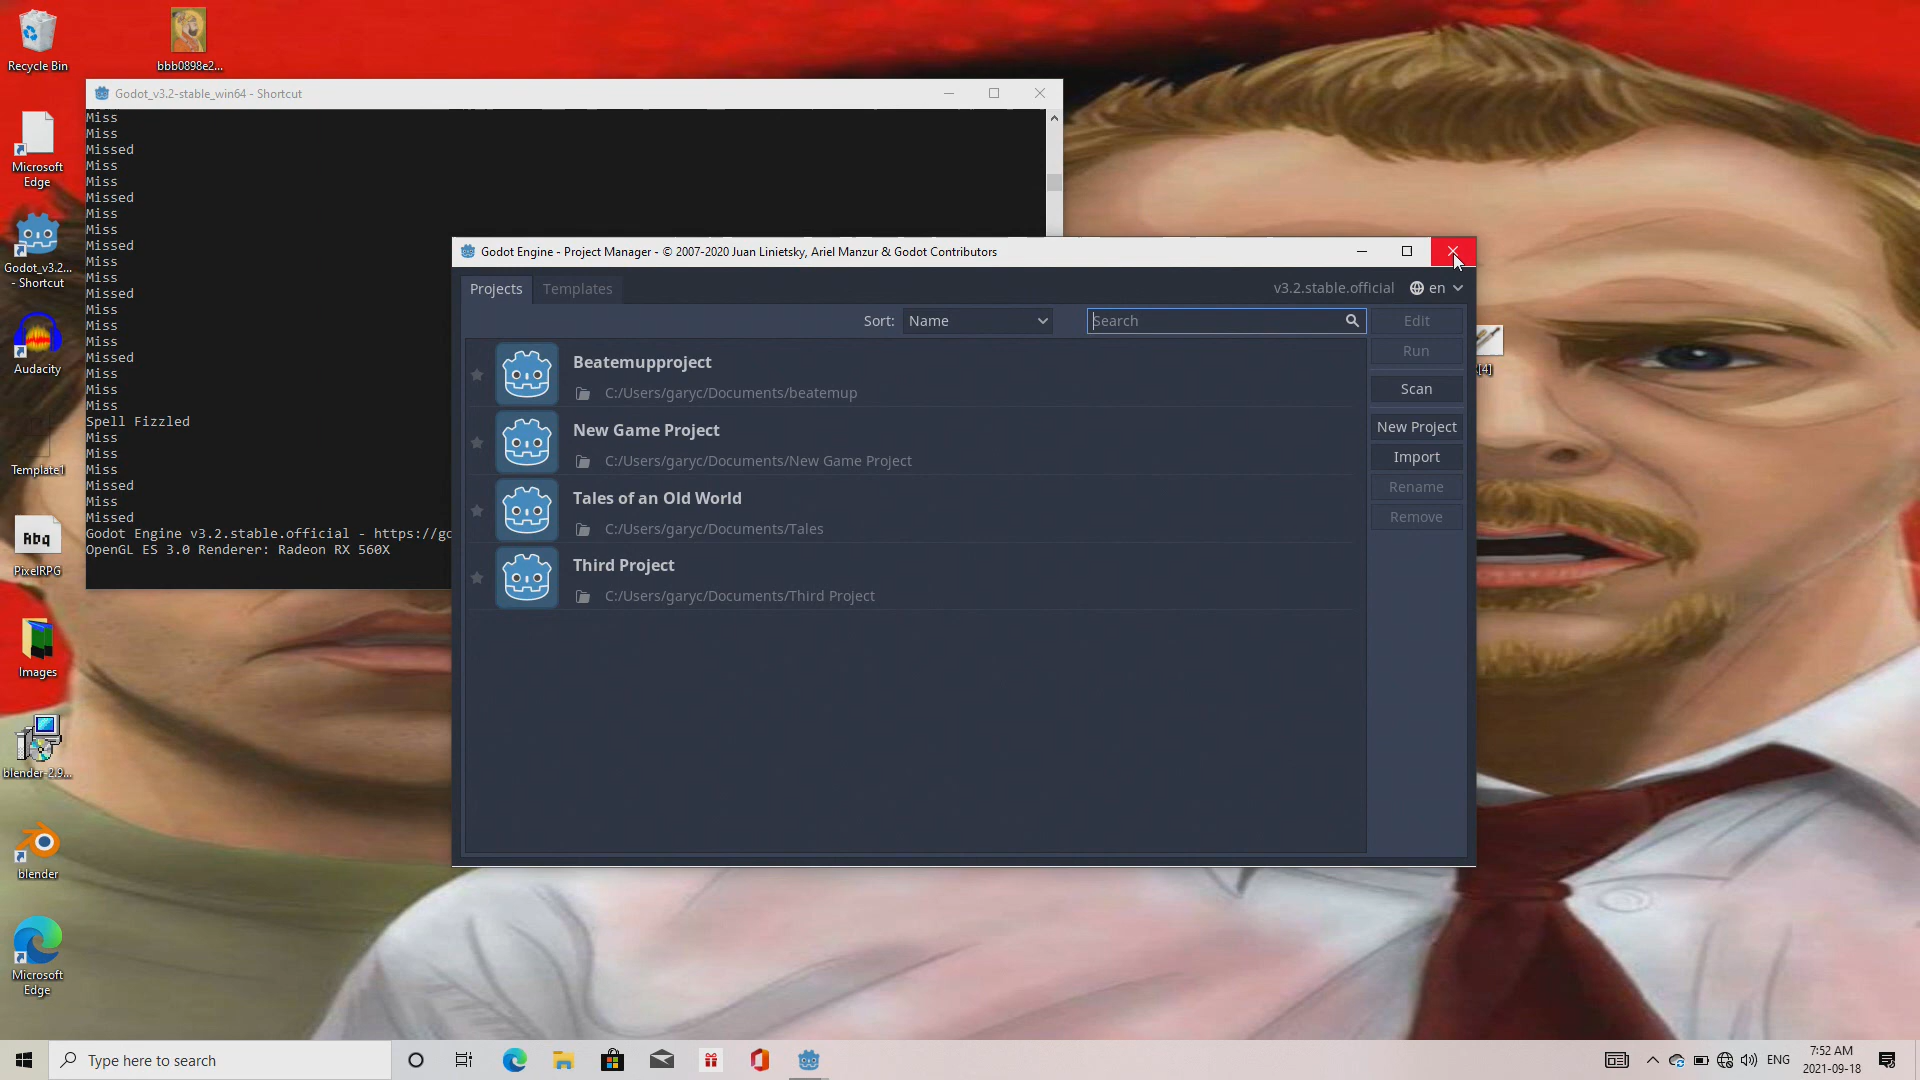 Recycle Bin
bbb0898e2...
Microsoft
Edge
Godot_v3.2...
- Shortcut
Audacity
Template1
Abq
PixelRPG
Images
blender-2.9...
blender
Microsoft
Edge
Godot_v3.2-stable_win64 - Shortcut
Miss
Miss
Missed
Miss
Miss
Missed
Miss
Miss
Missed
Miss
Miss
Missed
Miss
Miss
Miss
Missed
Miss
Miss
Miss
Spell Fizzled
Miss
Miss
Miss
Missed
Miss
Missed
Godot Engine v3.2.stable.official - https://go
OpenGL ES 3.0 Renderer: Radeon RX 560X
Godot Engine - Project Manager - © 2007-2020 Juan Linietsky, Ariel Manzur & Godot Contributors
Projects
Templates
v3.2.stable.official
en
Sort:
Name
Search
Beatemupproject
C:/Users/garyc/Documents/beatemup
New Game Project
C:/Users/garyc/Documents/New Game Project
Tales of an Old World
C:/Users/garyc/Documents/Tales
Third Project
C:/Users/garyc/Documents/Third Project
Edit
Run
Scan
New Project
Import
Rename
Remove
[4]
Type here to search
ENG
7:52 AM
2021-09-18